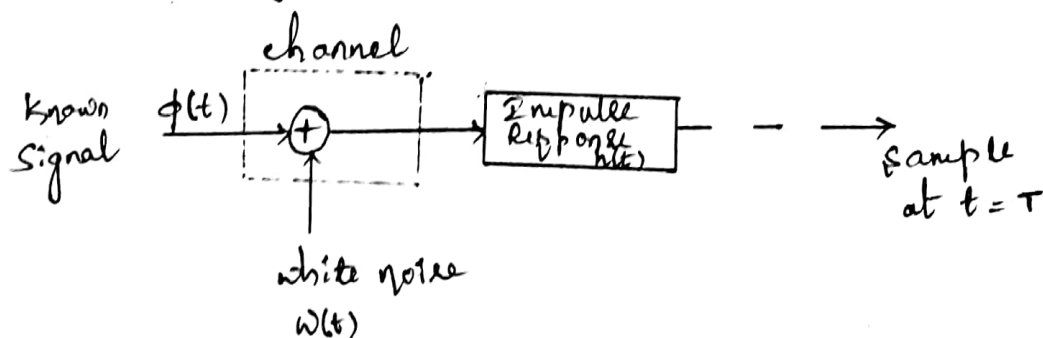 channel
Known
Signal
ϕ(t)
+
Impulse
Response
h(t)
Sample
at t = T
white noise
W(t)